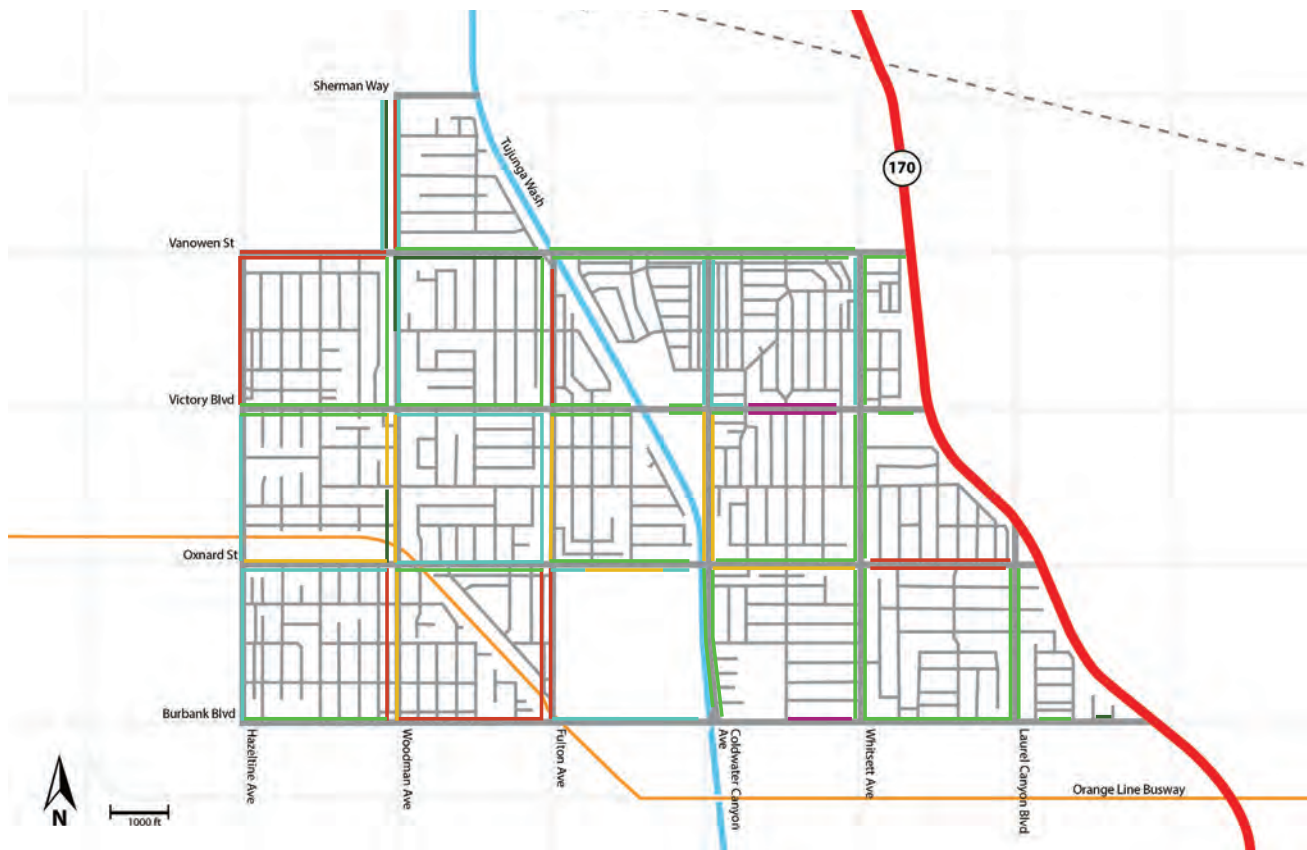 Sherman Way
Tujunga Wash
170
Vanowen St
Victory Blvd
Oxnard St
Burbank Blvd
Hazeltine Ave
Woodman Ave
Fulton Ave
Coldwater Canyon
Ave
Whitsett Ave
Laurel Canyon Blvd
Orange Line Busway
N
1000 ft